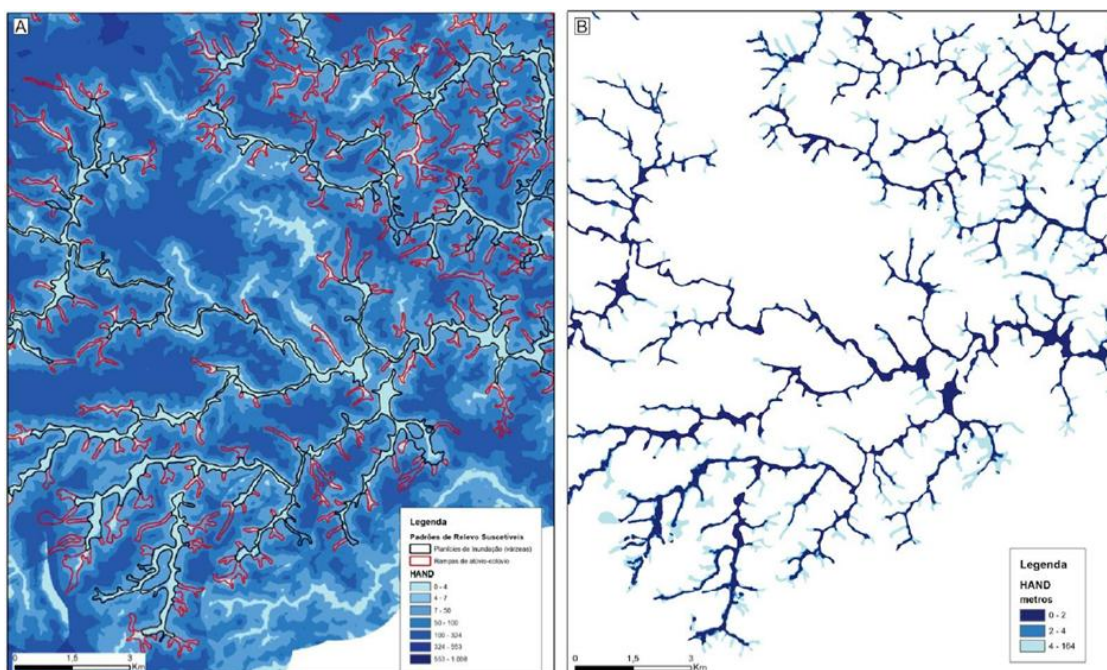 A
Legenda
Padrões de Relevo Suscetíveis
Planícies de Inundação (várzeas)
Rampas de alúvio-colúvio
HAND
0 - 4
4 - 7
7 - 50
50 - 100
100 - 324
324 - 553
553 - 1.098
0 1,5 3
Km
B
Legenda
HAND
metros
0 - 2
2 - 4
4 - 164
0 1,5 3
Km